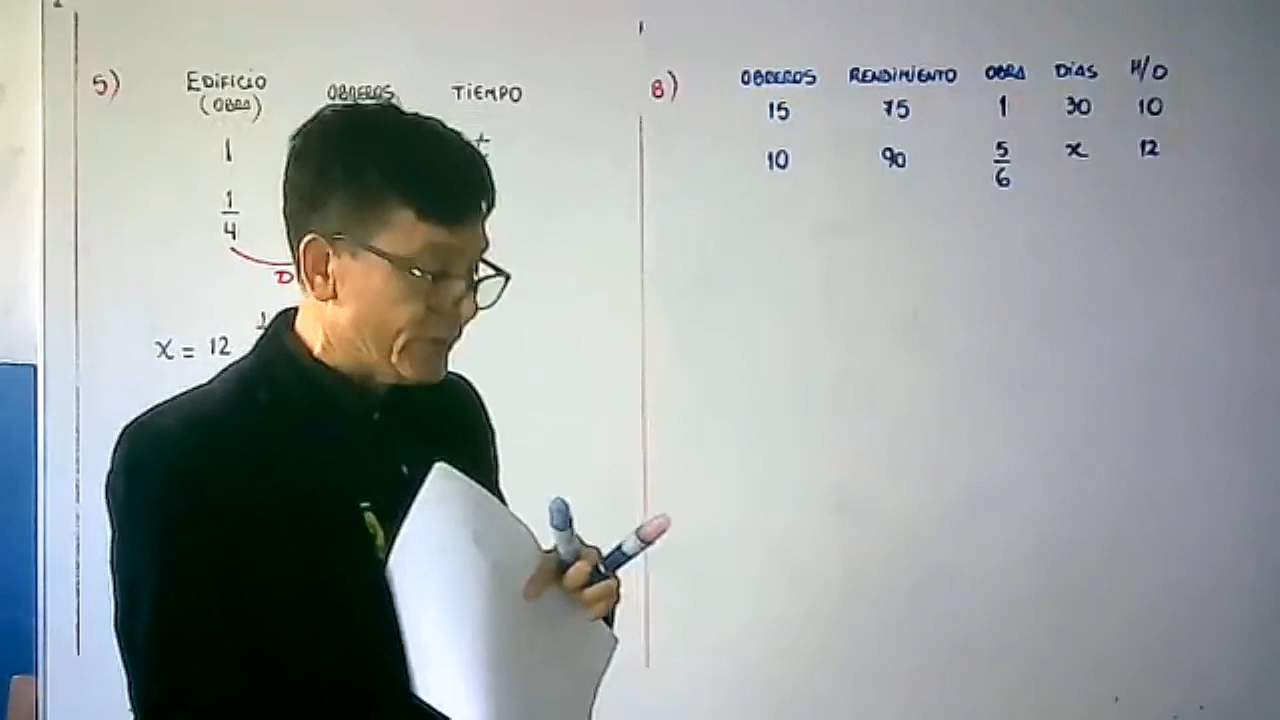 5)
EDIFICIO OBREROS TIEMPO
(OBRA)
1
1/4
D
x = 12
8)
OBREROS RENDIMIENTO OBRA DÍAS H/D
15 75 1 30 10
10 90 5/6 x 12